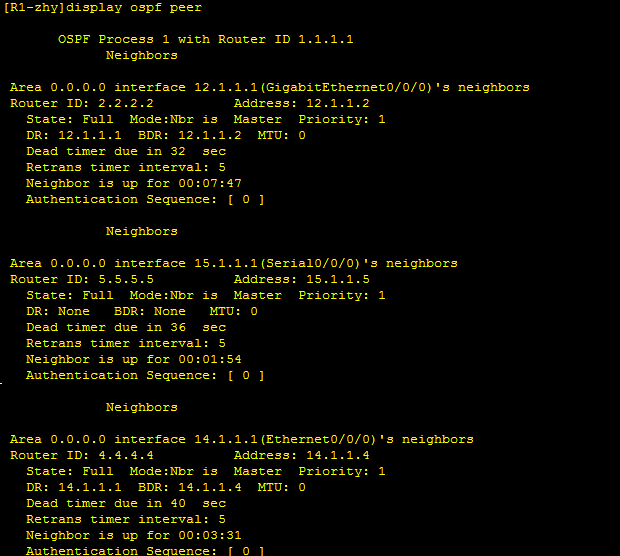 [R1-zhy]display ospf peer
OSPF Process 1 with Router ID 1.1.1.1
Neighbors
Area 0.0.0.0 interface 12.1.1.1(GigabitEthernet0/0/0)'s neighbors
Router ID: 2.2.2.2 Address: 12.1.1.2
State: Full Mode:Nbr is Master Priority: 1
DR: 12.1.1.1 BDR: 12.1.1.2 MTU: 0
Dead timer due in 32 sec
Retrans timer interval: 5
Neighbor is up for 00:07:47
Authentication Sequence: [ 0 ]
Neighbors
Area 0.0.0.0 interface 15.1.1.1(Serial0/0/0)'s neighbors
Router ID: 5.5.5.5 Address: 15.1.1.5
State: Full Mode:Nbr is Master Priority: 1
DR: None BDR: None MTU: 0
Dead timer due in 36 sec
Retrans timer interval: 5
Neighbor is up for 00:01:54
Authentication Sequence: [ 0 ]
Neighbors
Area 0.0.0.0 interface 14.1.1.1(Ethernet0/0/0)'s neighbors
Router ID: 4.4.4.4 Address: 14.1.1.4
State: Full Mode:Nbr is Master Priority: 1
DR: 14.1.1.1 BDR: 14.1.1.4 MTU: 0
Dead timer due in 40 sec
Retrans timer interval: 5
Neighbor is up for 00:03:31
Authentication Sequence: [ 0 ]